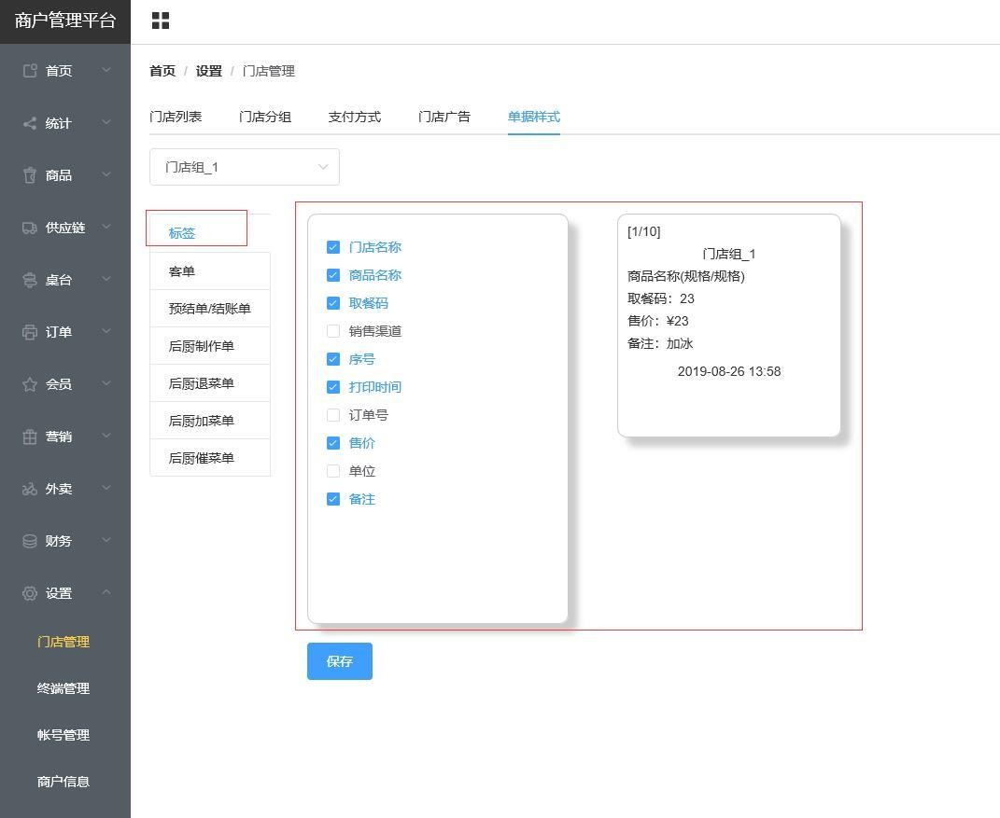 商户管理平台
首页
统计
商品
供应链
桌台
订单
会员
营销
外卖
财务
设置
门店管理
终端管理
帐号管理
商户信息
首页 / 设置 / 门店管理
门店列表 门店分组 支付方式 门店广告 单据样式
门店组_1
标签
客单
预结单/结账单
后厨制作单
后厨退菜单
后厨加菜单
后厨催菜单
门店名称
商品名称
取餐码
销售渠道
序号
打印时间
订单号
售价
单位
备注
[1/10]
门店组_1
商品名称(规格/规格)
取餐码：23
售价：¥23
备注：加冰
2019-08-26 13:58
保存